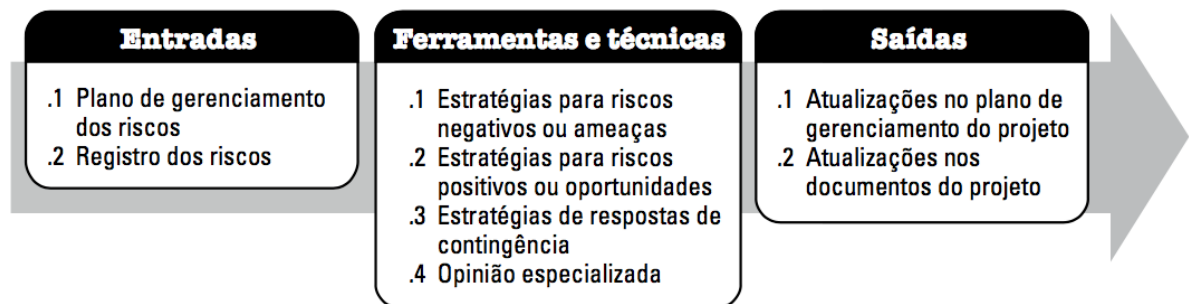 Entradas
.1 Plano de gerenciamento
dos riscos
.2 Registro dos riscos
Ferramentas e técnicas
.1 Estratégias para riscos
negativos ou ameaças
.2 Estratégias para riscos
positivos ou oportunidades
.3 Estratégias de respostas de
contingência
.4 Opinião especializada
Saídas
.1 Atualizações no plano de
gerenciamento do projeto
.2 Atualizações nos
documentos do projeto